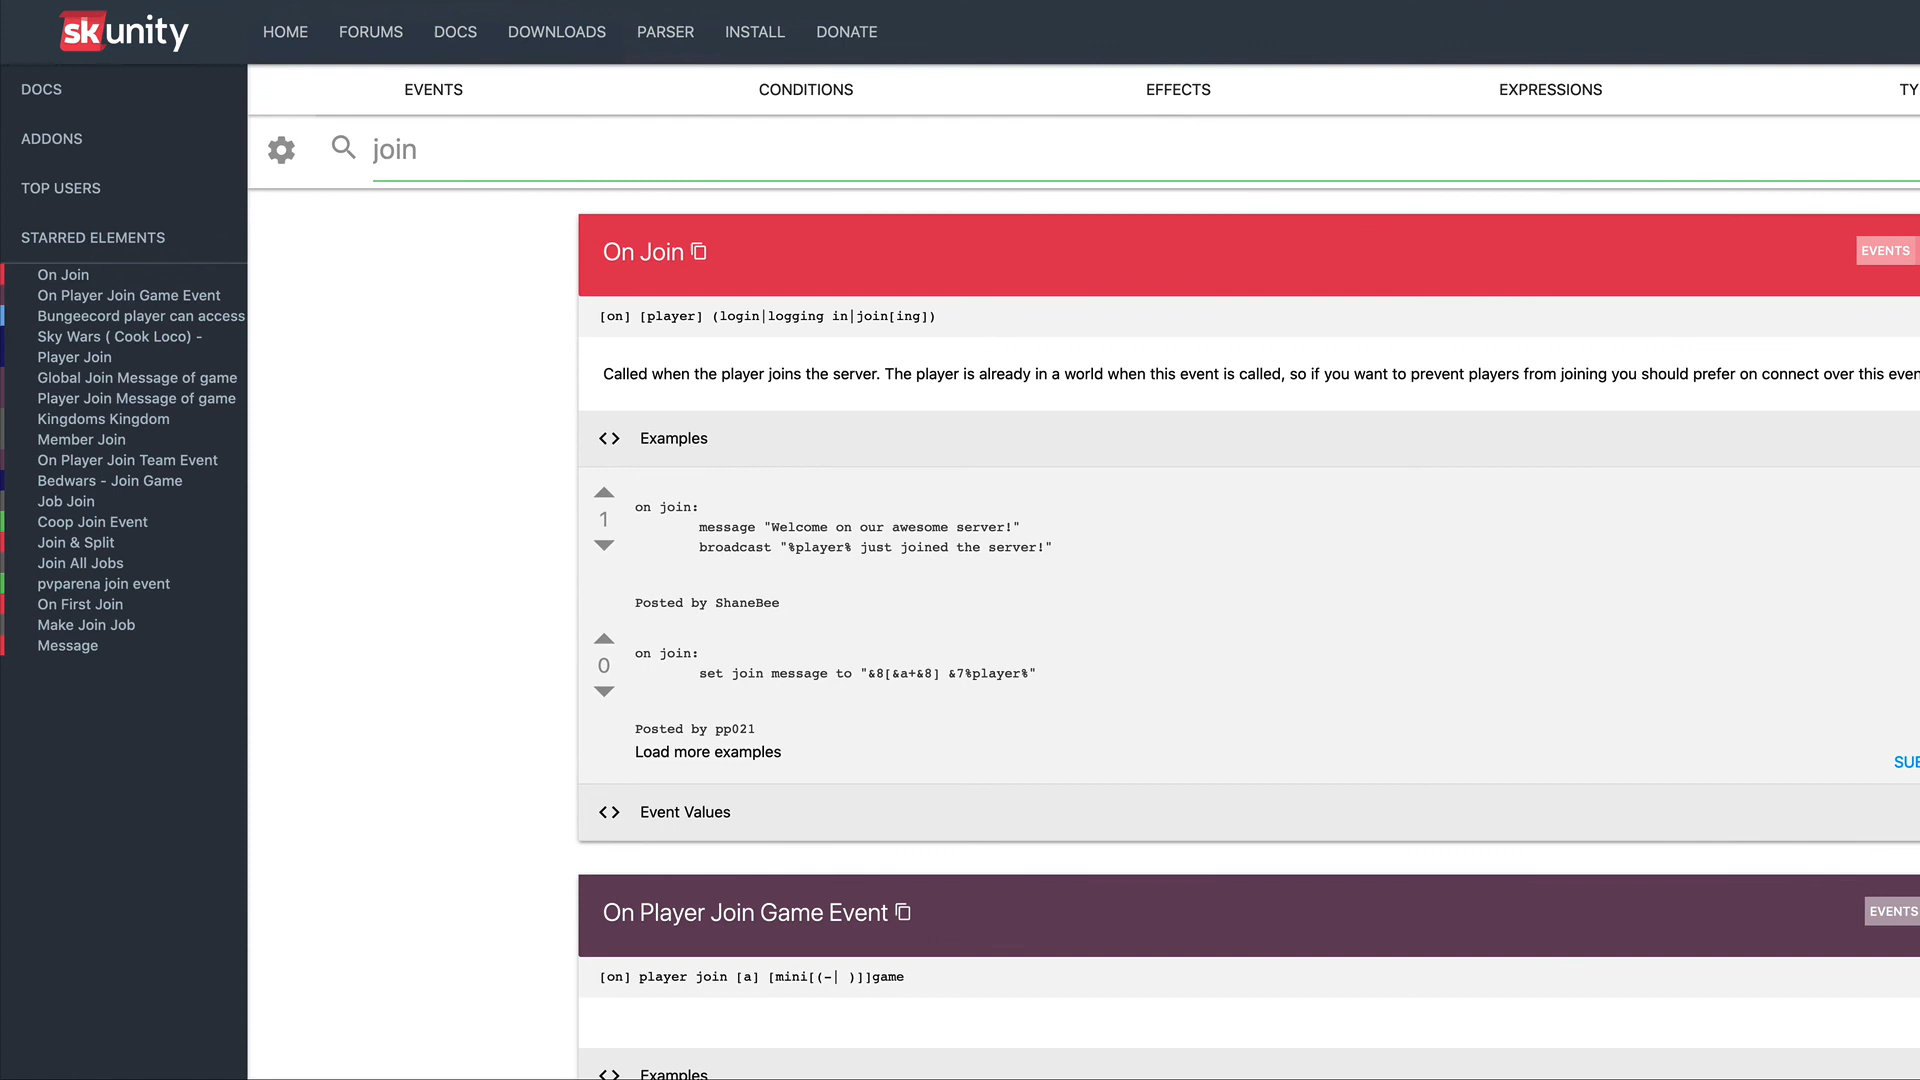 skunity
HOME FORUMS DOCS DOWNLOADS PARSER INSTALL DONATE
DOCS
ADDONS
TOP USERS
STARRED ELEMENTS
On Join
On Player Join Game Event
Bungeecord player can access
Sky Wars ( Cook Loco) -
Player Join
Global Join Message of game
Player Join Message of game
Kingdoms Kingdom
Member Join
On Player Join Team Event
Bedwars - Join Game
Job Join
Coop Join Event
Join & Split
Join All Jobs
pvparena join event
On First Join
Make Join Job
Message
EVENTS CONDITIONS EFFECTS EXPRESSIONS TY
join
On Join
EVENTS
[on] [player] (login|logging in|join[ing])
Called when the player joins the server. The player is already in a world when this event is called, so if you want to prevent players from joining you should prefer on connect over this even
<> Examples
1
on join:
message "Welcome on our awesome server!"
broadcast "%player% just joined the server!"
Posted by ShaneBee
0
on join:
set join message to "&8[&a+&8] &7%player%"
Posted by pp021
Load more examples
SUB
<> Event Values
On Player Join Game Event
EVENTS
[on] player join [a] [mini[(-| )]]game
<> Examples